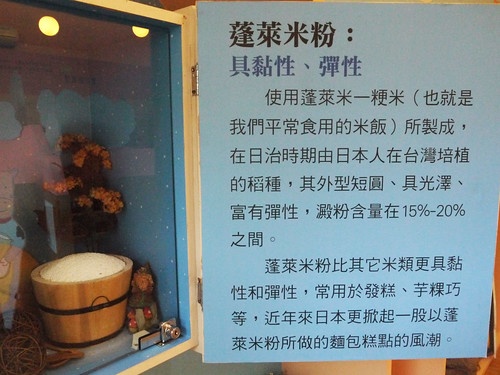 蓬萊米粉：
具黏性、彈性
使用蓬萊米一粳米（也就是
我們平常食用的米飯）所製成，
在日治時期由日本人在台灣培植
的稻種，其外型短圓、具光澤、
富有彈性，澱粉含量在15%-20%
之間。
蓬萊米粉比其它米類更具黏
性和彈性，常用於發糕、芋粿巧
等，近年來日本更掀起一股以蓬
萊米粉所做的麵包糕點的風潮。